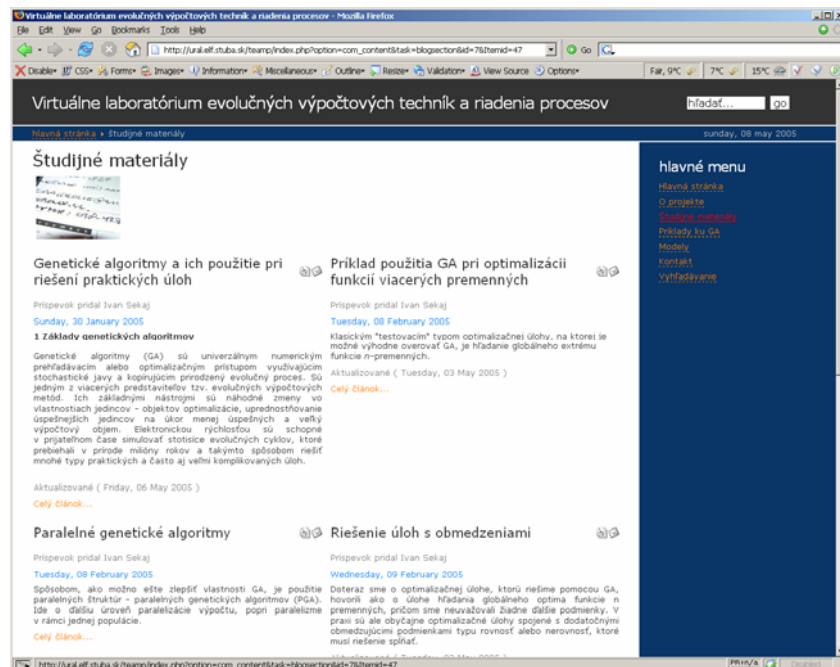 Virtuálne laboratórium evolučných výpočtových techník a riadenia procesov - Mozilla Firefox
File Edit View Go Bookmarks Tools Help
http://ural.elf.stuba.sk/teamp/index.php?option=com_content&task=blogsection&id=7&Itemid=47 Go
Disable CSS Forms Images Information Miscellaneous Outline Resize Validation View Source Options Fair, 9°C 7°C 15°C
Virtuálne laboratórium evolučných výpočtových techník a riadenia procesov
hľadať... go
hlavná stránka študijné materiály
sunday, 08 may 2005
Študijné materiály
Genetické algoritmy a ich použitie pri
riešení praktických úloh
Príspevok pridal Ivan Sekaj
Sunday, 30 January 2005
1 Základy genetických algoritmov
Genetické algoritmy (GA) sú univerzálnym numerickým
prehľadávacím alebo optimalizačným prístupom využívajúcim
stochastické javy a kopírujúcim prirodzený evolučný proces. Sú
jedným z viacerých predstaviteľov tzv. evolučných výpočtových
metód. Ich základnými nástrojmi sú náhodné zmeny vo
vlastnostiach jedincov - objektov optimalizácie, uprednostňovanie
úspešnejších jedincov na úkor menej úspešných a veľký
výpočtový objem. Elektronickou rýchlosťou sú schopné
v prijateľnom čase simulovať stotisíce evolučných cyklov, ktoré
prebiehali v prírode milióny rokov a takýmto spôsobom riešiť
mnohé typy praktických a často aj veľmi komplikovaných úloh.
Aktualizované ( Friday, 06 May 2005 )
Celý článok...
Príklad použitia GA pri optimalizácii
funkcií viacerých premenných
Príspevok pridal Ivan Sekaj
Tuesday, 08 February 2005
Klasickým "testovacím" typom optimalizačnej úlohy, na ktorej je
možné výhodne overovať GA, je hľadanie globálneho extrému
funkcie n-premenných.
Aktualizované ( Tuesday, 03 May 2005 )
Celý článok...
Paralelné genetické algoritmy
Príspevok pridal Ivan Sekaj
Tuesday, 08 February 2005
Spôsobom, ako možno ešte zlepšiť vlastnosti GA, je použitie
paralelných štruktúr - paralelných genetických algoritmov (PGA).
Ide o ďalšiu úroveň paralelizácie výpočtu, popri paralelizme
v rámci jednej populácie.
Celý článok...
Riešenie úloh s obmedzeniami
Príspevok pridal Ivan Sekaj
Wednesday, 09 February 2005
Doteraz sme o optimalizačnej úlohe, ktorú riešime pomocou GA,
hovorili ako o úlohe hľadania globálneho optima funkcie n
premenných, pričom sme neuvažovali žiadne ďalšie podmienky. V
praxi sú ale obyčajne optimalizačné úlohy spojené s dodatočnými
obmedzujúcimi podmienkami typu rovnosť alebo nerovnosť, ktoré
musí riešenie spĺňať.
hlavné menu
Hlavná stránka
O projekte
Študijné materiály
Príklady ku GA
Modely
Kontakt
Vyhľadávanie
http://ural.elf.stuba.sk/teamp/index.php?option=com_content&task=blogsection&id=7&Itemid=47
Disabled